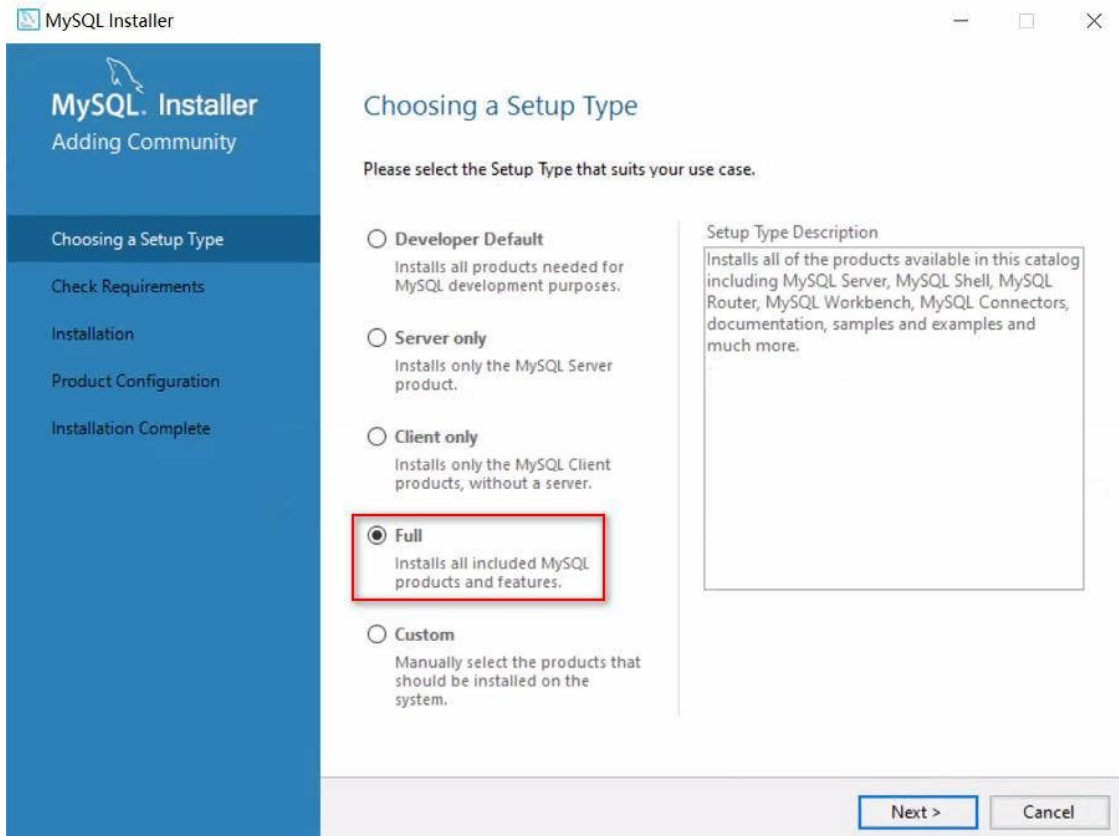 MySQL Installer
MySQL. Installer
Adding Community
Choosing a Setup Type
Check Requirements
Installation
Product Configuration
Installation Complete
Choosing a Setup Type
Please select the Setup Type that suits your use case.
Developer Default
Installs all products needed for
MySQL development purposes.
Server only
Installs only the MySQL Server
product.
Client only
Installs only the MySQL Client
products, without a server.
Full
Installs all included MySQL
products and features.
Custom
Manually select the products that
should be installed on the
system.
Setup Type Description
Installs all of the products available in this catalog
including MySQL Server, MySQL Shell, MySQL
Router, MySQL Workbench, MySQL Connectors,
documentation, samples and examples and
much more.
Next >
Cancel